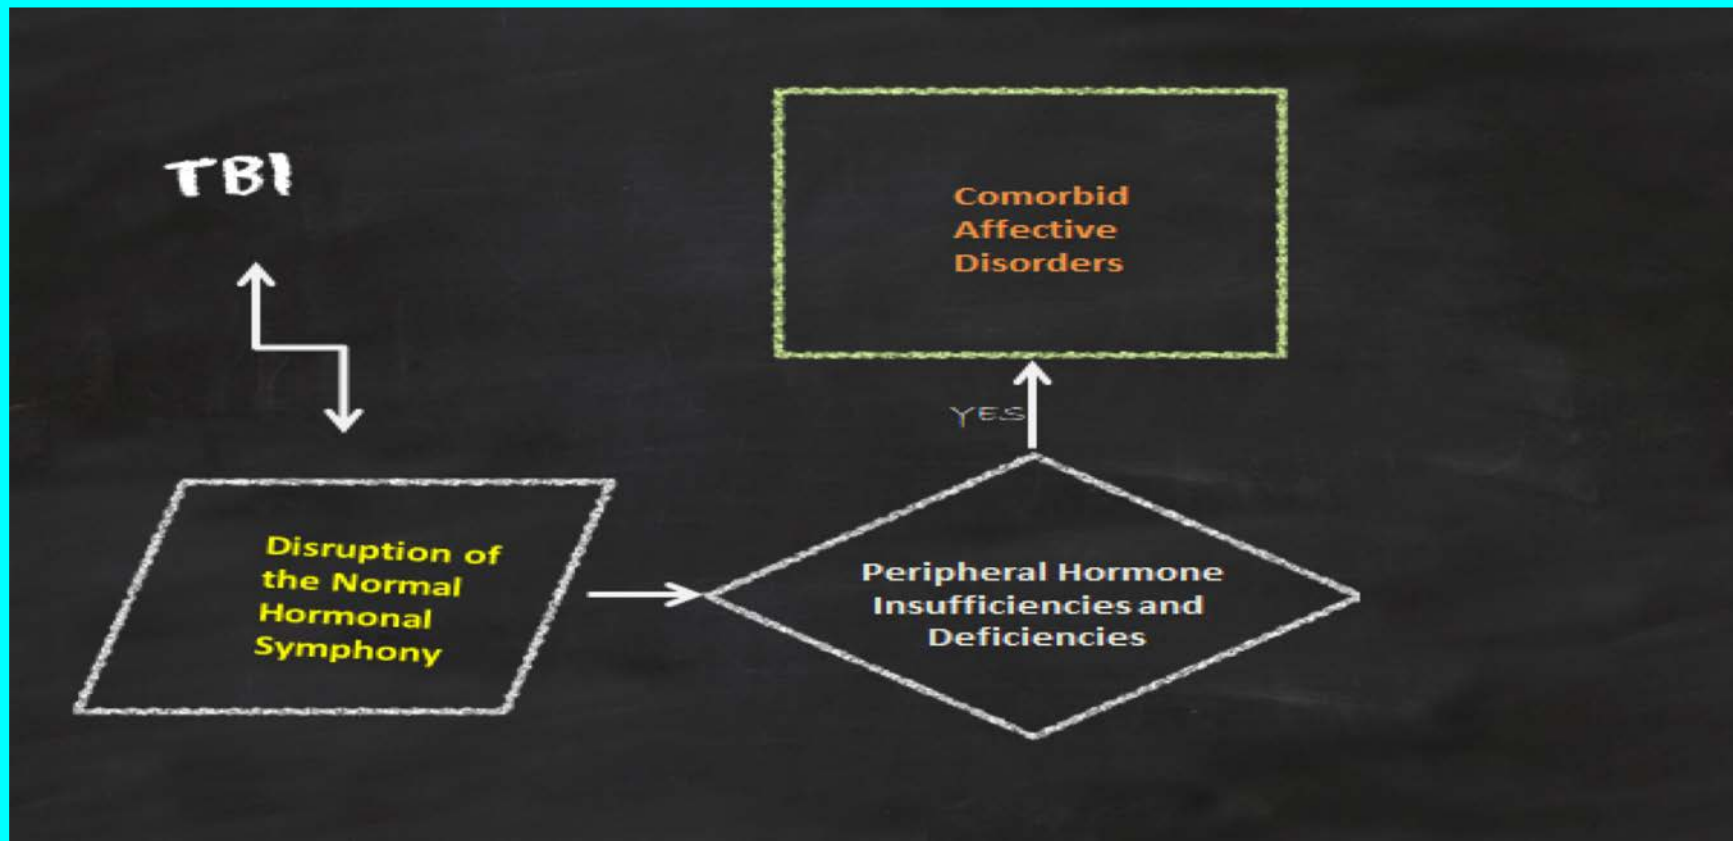 TBI
Disruption of
the Normal
Hormonal
Symphony
Peripheral Hormone
Insufficiencies and
Deficiencies
YES
Comorbid
Affective
Disorders